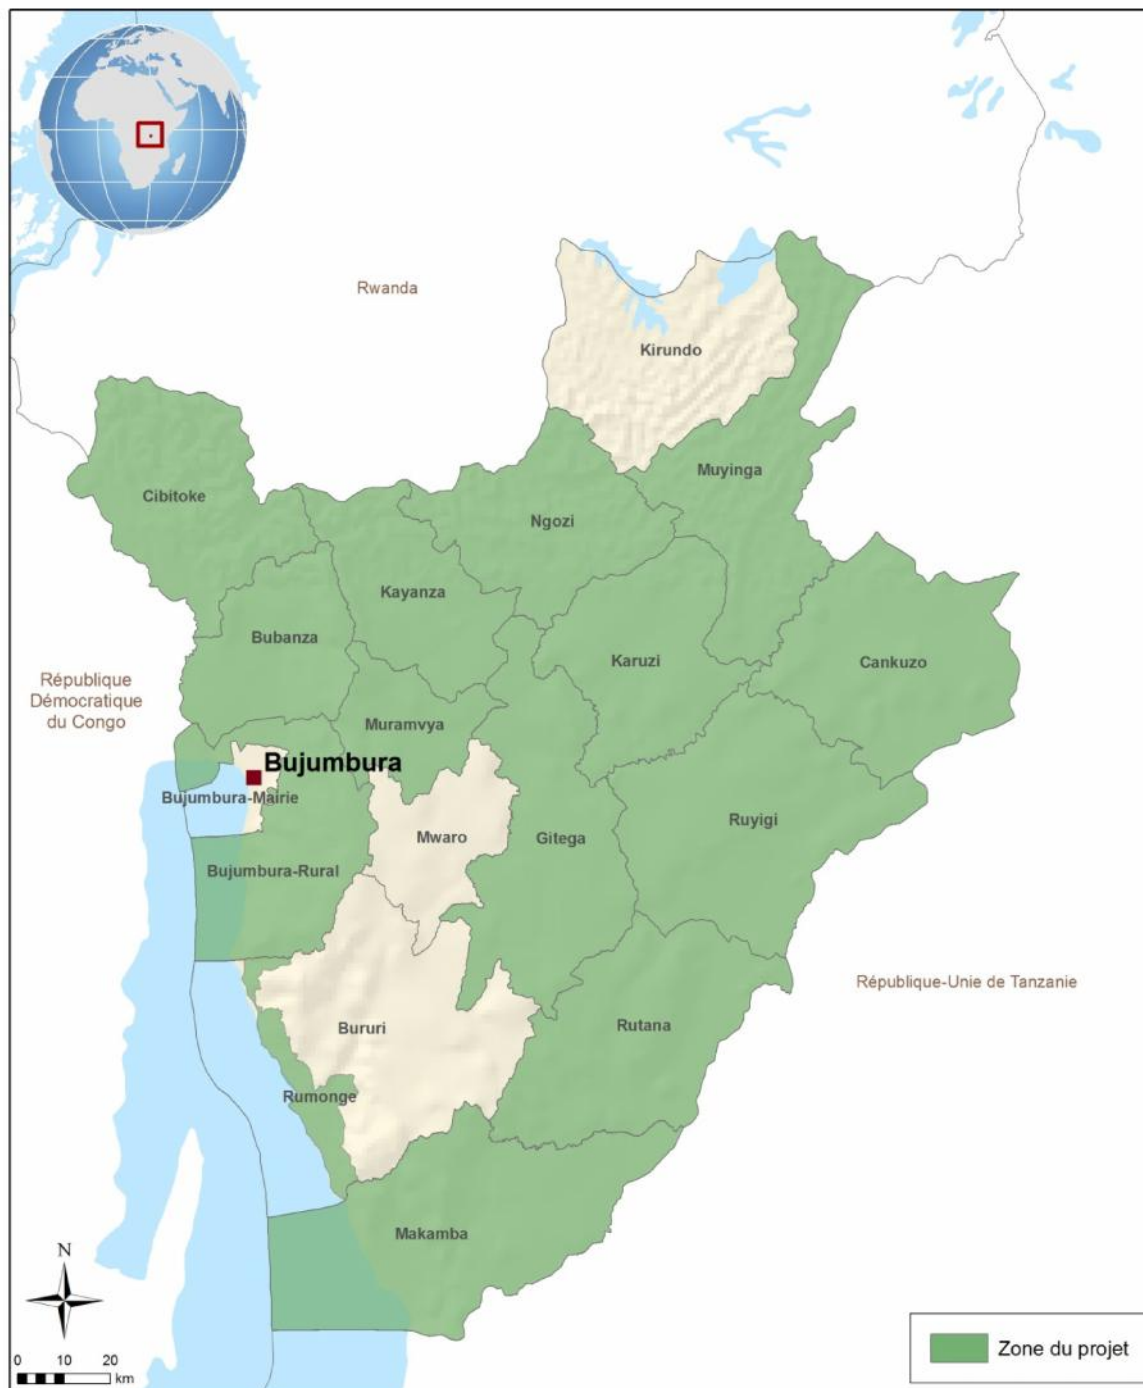 Rwanda
Kirundo
Muyinga
Cibitoke
Ngozi
Kayanza
Bubanza
Karuzi
Cankuzo
République
Démocratique
du Congo
Muramvya
Bujumbura
Bujumbura-Mairie
Mwaro
Gitega
Ruyigi
Bujumbura-Rural
République-Unie de Tanzanie
Bururi
Rutana
Rumonge
Makamba
N
0 10 20
km
Zone du projet